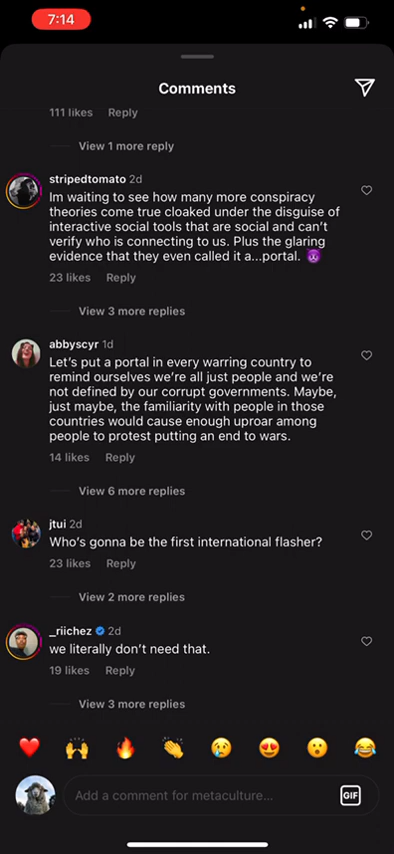 7:14
Comments
111 likes Reply
View 1 more reply
stripedtomato 2d
Im waiting to see how many more conspiracy
theories come true cloaked under the disguise of
interactive social tools that are social and can't
verify who is connecting to us. Plus the glaring
evidence that they even called it a...portal. 👿
23 likes Reply
View 3 more replies
abbyscyr 1d
Let's put a portal in every warring country to
remind ourselves we're all just people and we're
not defined by our corrupt governments. Maybe,
just maybe, the familiarity with people in those
countries would cause enough uproar among
people to protest putting an end to wars.
14 likes Reply
View 6 more replies
jtui 2d
Who's gonna be the first international flasher?
23 likes Reply
View 2 more replies
_riichez 2d
we literally don't need that.
19 likes Reply
View 3 more replies
Add a comment for metaculture...
GIF